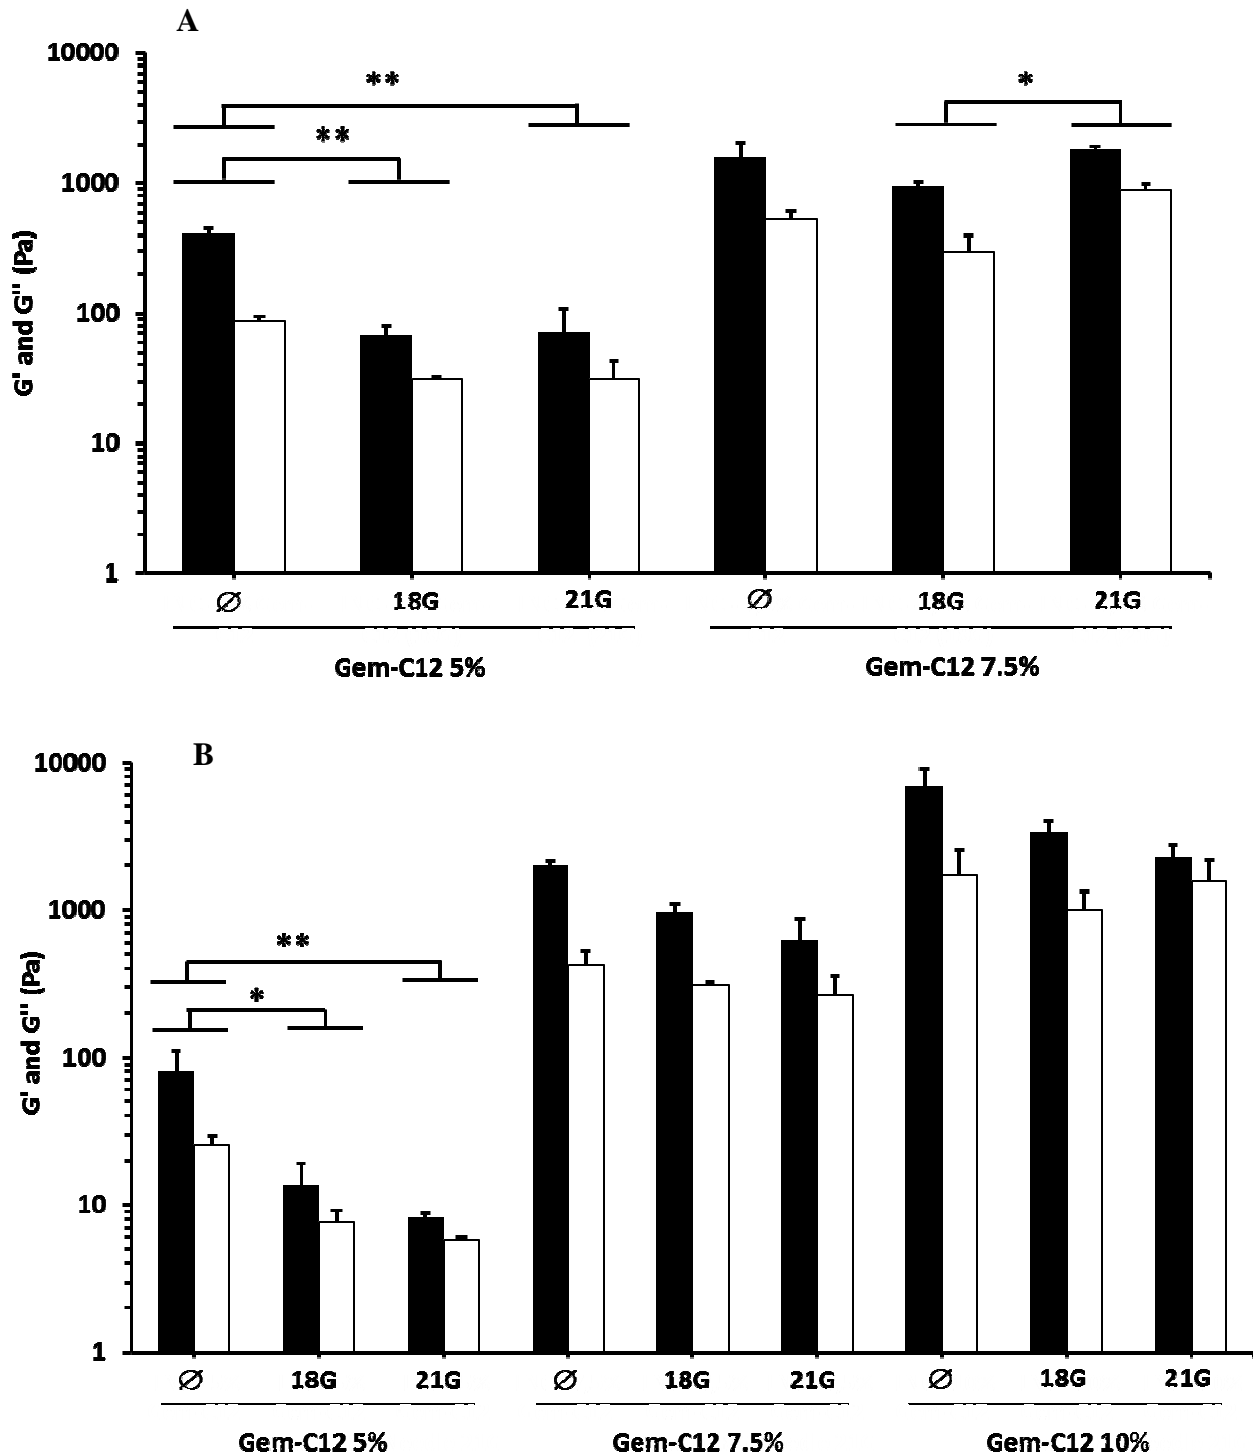 A
10000
1000
100
10
1
G' and G'' (Pa)
**
**
*
∅ 18G 21G ∅ 18G 21G
Gem-C12 5% Gem-C12 7.5%
B
10000
1000
100
10
1
G' and G'' (Pa)
**
*
∅ 18G 21G ∅ 18G 21G ∅ 18G 21G
Gem-C12 5% Gem-C12 7.5% Gem-C12 10%